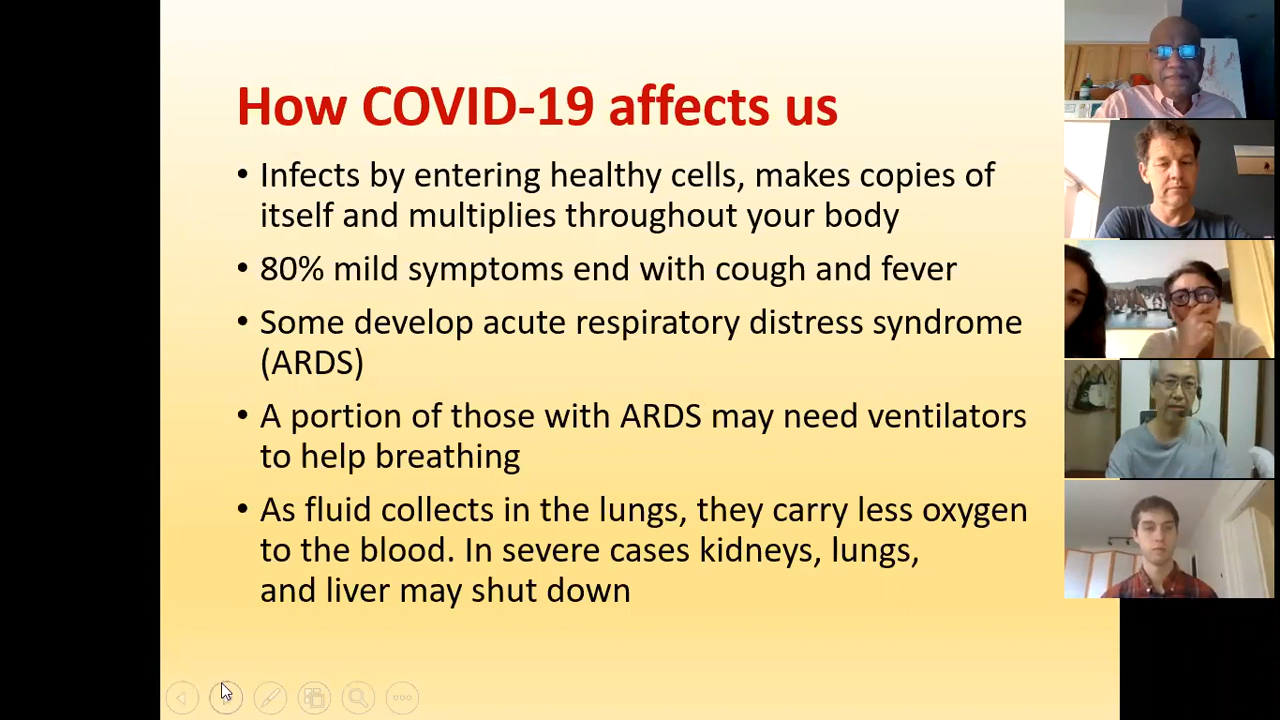 How COVID-19 affects us
• Infects by entering healthy cells, makes copies of
itself and multiplies throughout your body
• 80% mild symptoms end with cough and fever
• Some develop acute respiratory distress syndrome
(ARDS)
• A portion of those with ARDS may need ventilators
to help breathing
• As fluid collects in the lungs, they carry less oxygen
to the blood. In severe cases kidneys, lungs,
and liver may shut down